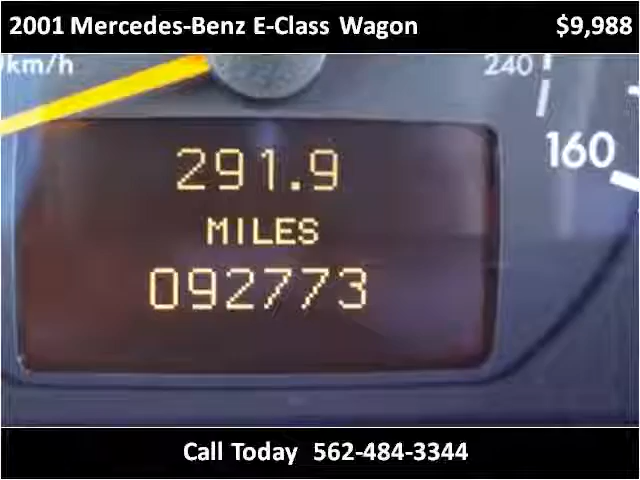 2001 Mercedes-Benz E-Class Wagon $9,988
km/h 240
160
291.9
MILES
092773
Call Today 562-484-3344